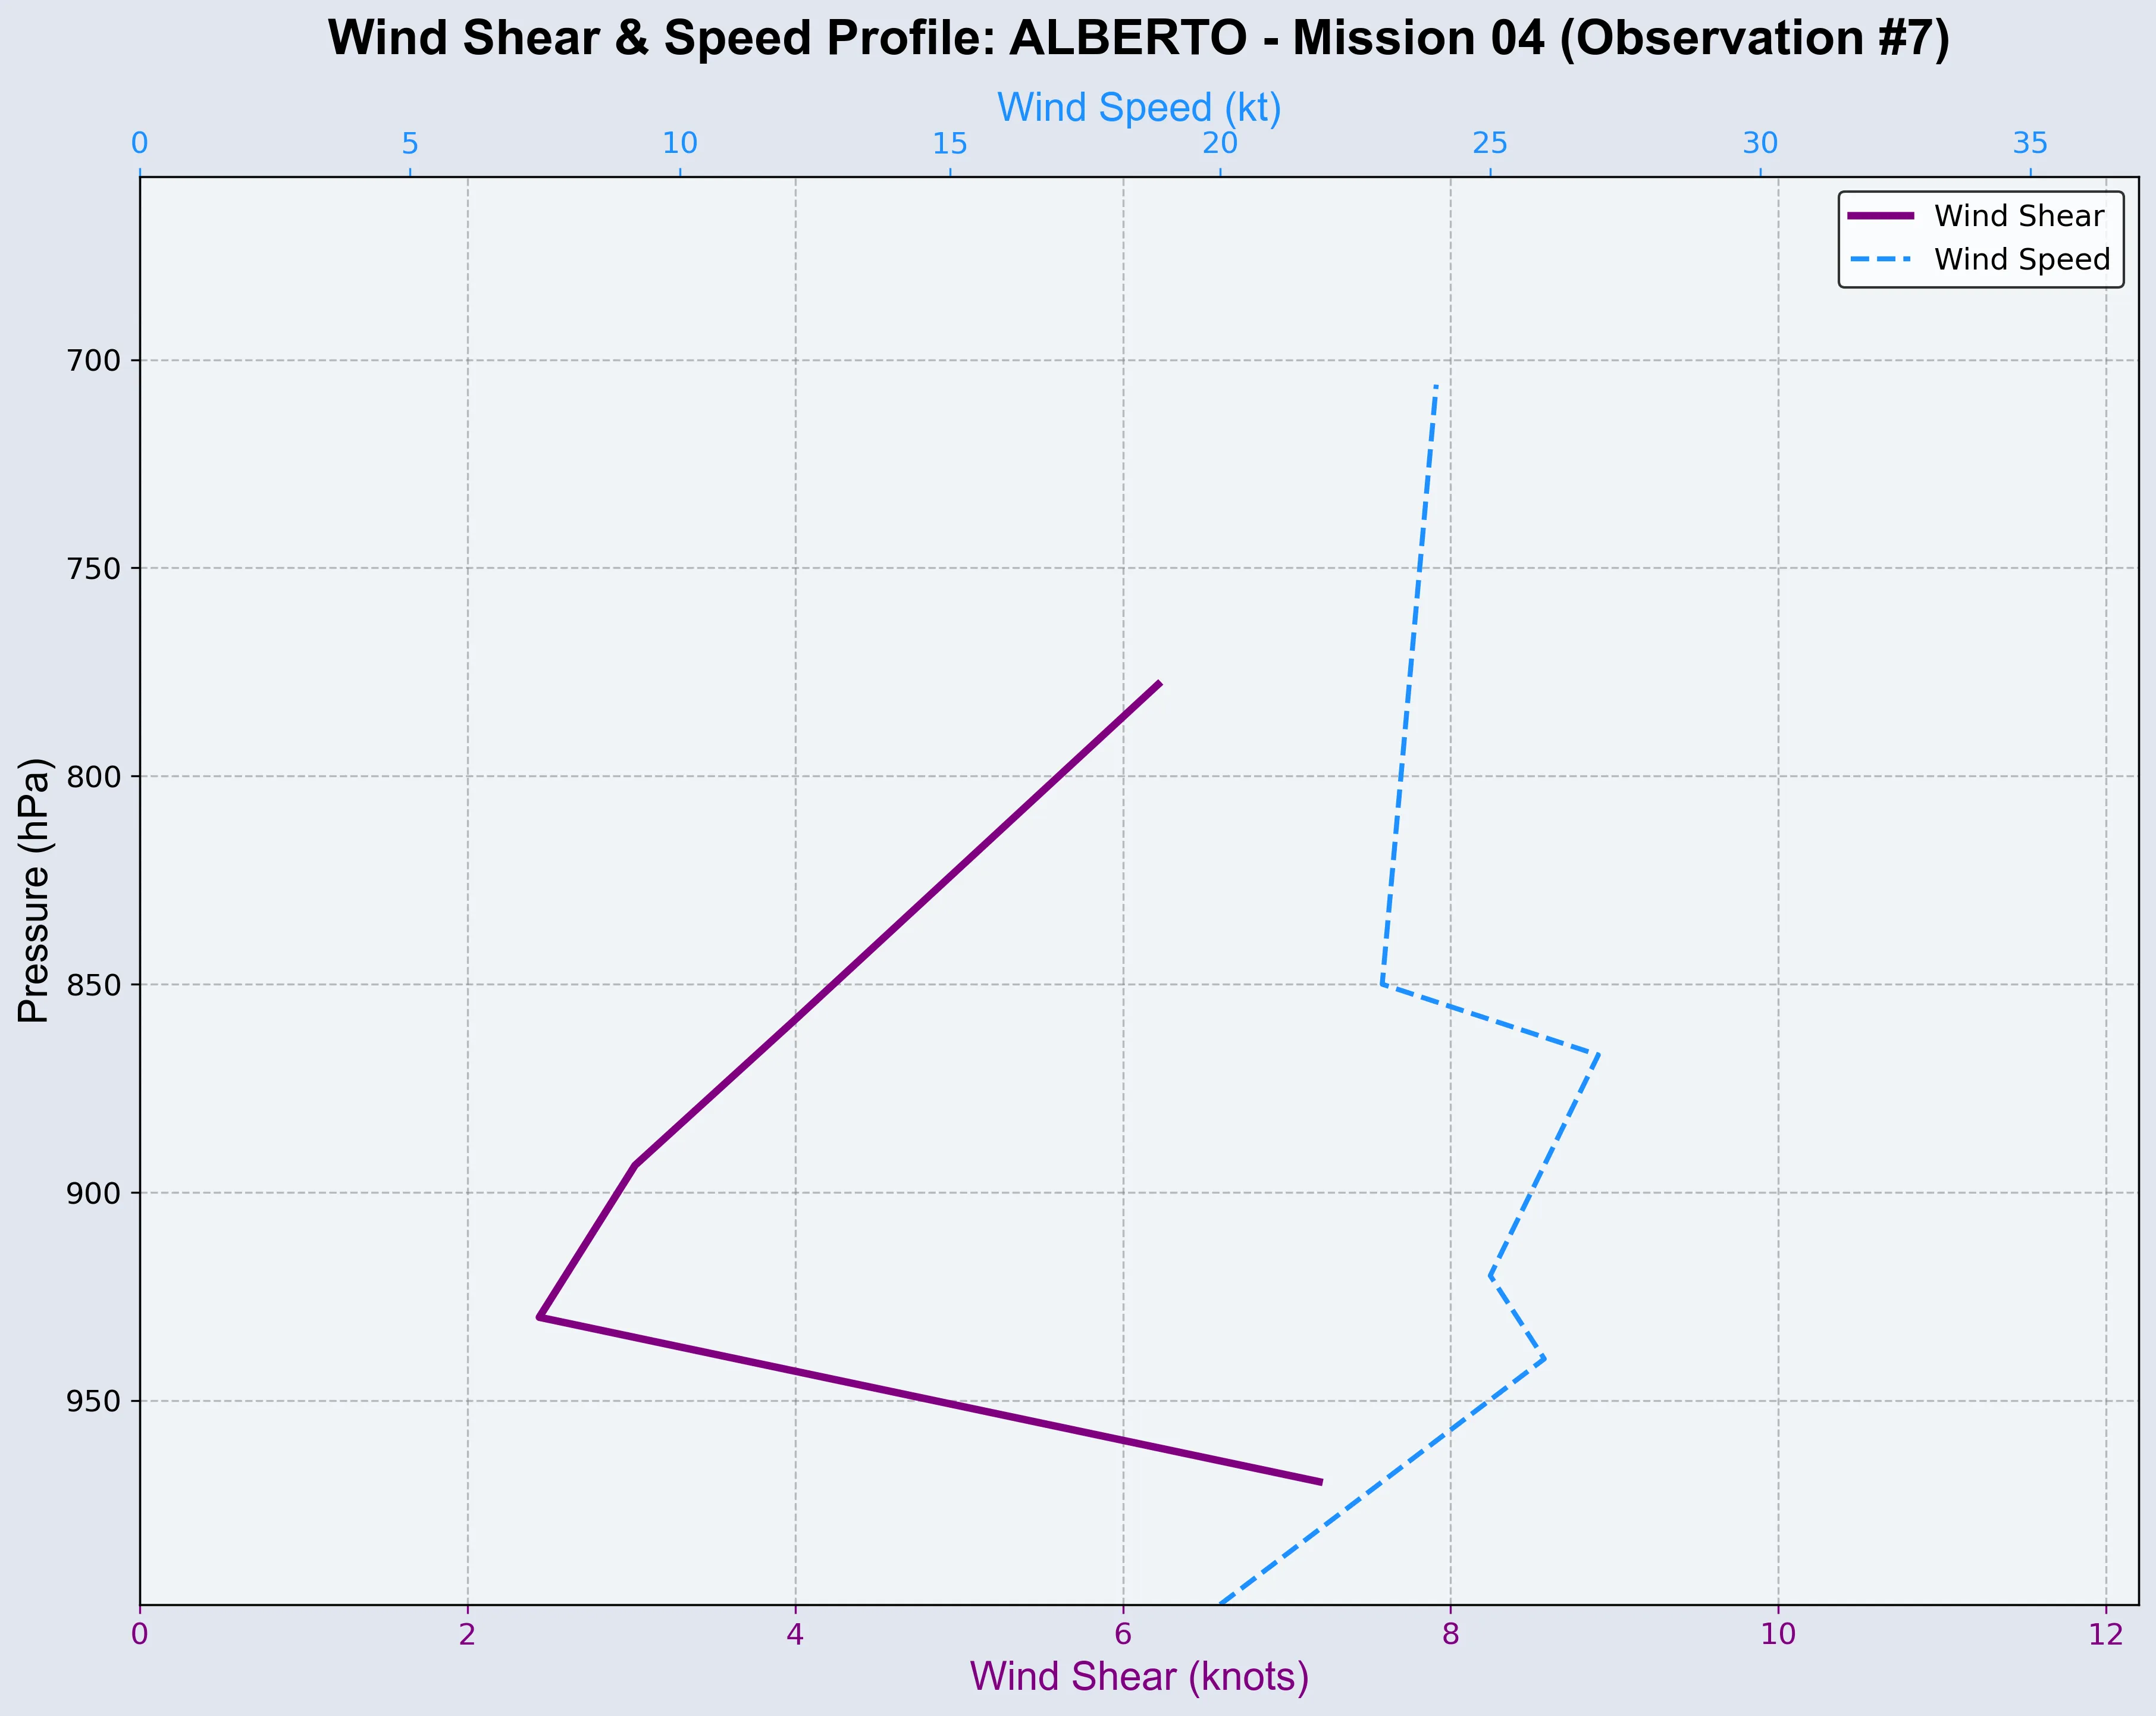 Wind Shear & Speed Profile: ALBERTO - Mission 04 (Observation #7)
Wind Speed (kt)
0 5 10 15 20 25 30 35
Wind Shear
Wind Speed
700
750
800
850
900
950
Pressure (hPa)
0 2 4 6 8 10 12
Wind Shear (knots)